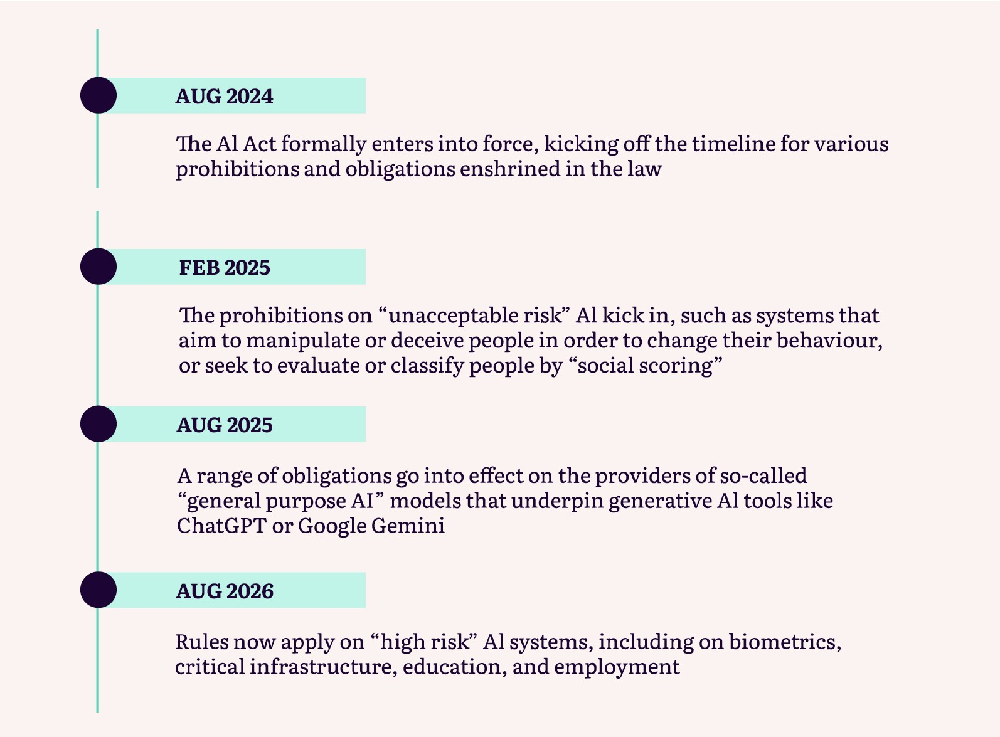 AUG 2024
The Al Act formally enters into force, kicking off the timeline for various
prohibitions and obligations enshrined in the law
FEB 2025
The prohibitions on “unacceptable risk” Al kick in, such as systems that
aim to manipulate or deceive people in order to change their behaviour,
or seek to evaluate or classify people by “social scoring”
AUG 2025
A range of obligations go into effect on the providers of so-called
“general purpose AI” models that underpin generative Al tools like
ChatGPT or Google Gemini
AUG 2026
Rules now apply on “high risk” Al systems, including on biometrics,
critical infrastructure, education, and employment